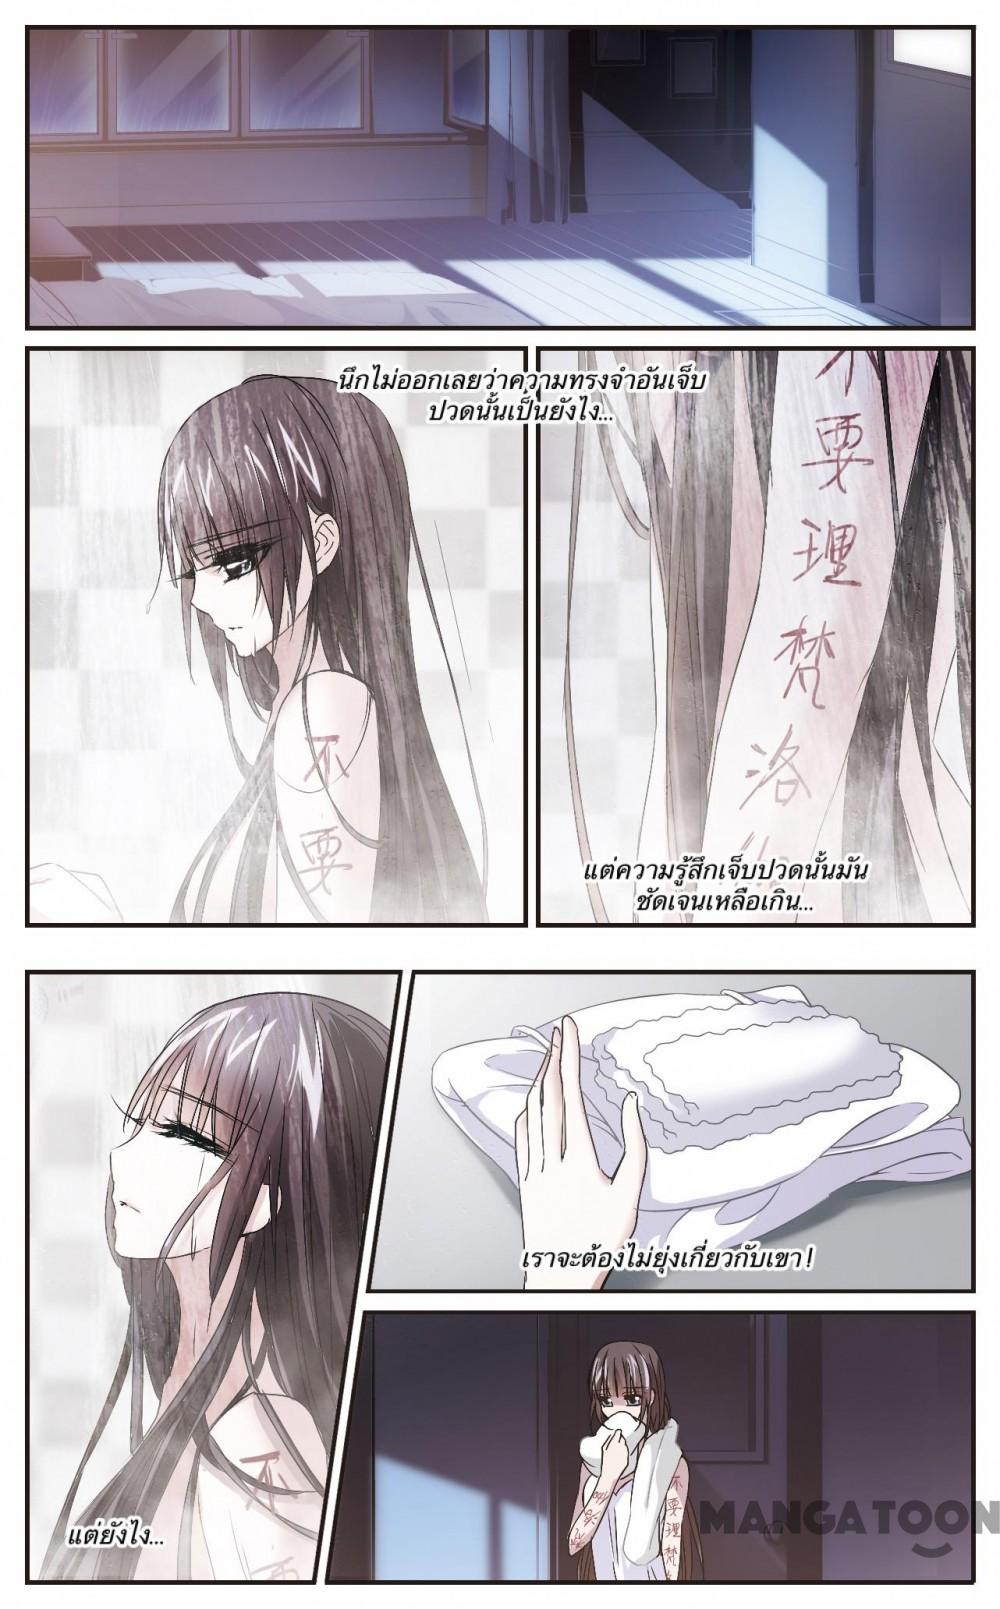 นึกไม่ออกเลยว่าความทรงจำอันเจ็บ
ปวดนั้นเป็นยังไง...
不
要
不
要
理
梵
洛
แต่ความรู้สึกเจ็บปวดนั้นมัน
ชัดเจนเหลือเกิน...
เราจะต้องไม่ยุ่งเกี่ยวกับเขา!
不
แต่ยังไง...
不
要
理
梵
MANGATOON